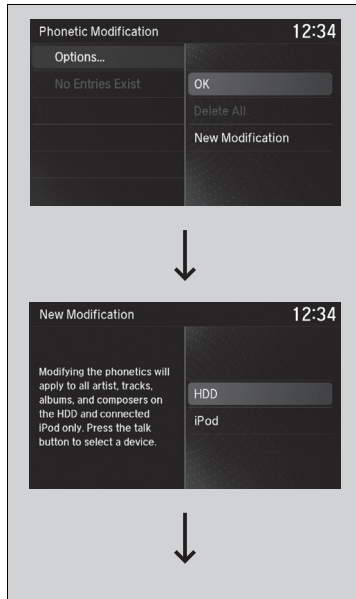 Phonetic Modification 12:34
Options...
No Entries Exist
OK
Delete All
New Modification
New Modification 12:34
Modifying the phonetics will
apply to all artist, tracks,
albums, and composers on
the HDD and connected
iPod only. Press the talk
button to select a device.
HDD
iPod